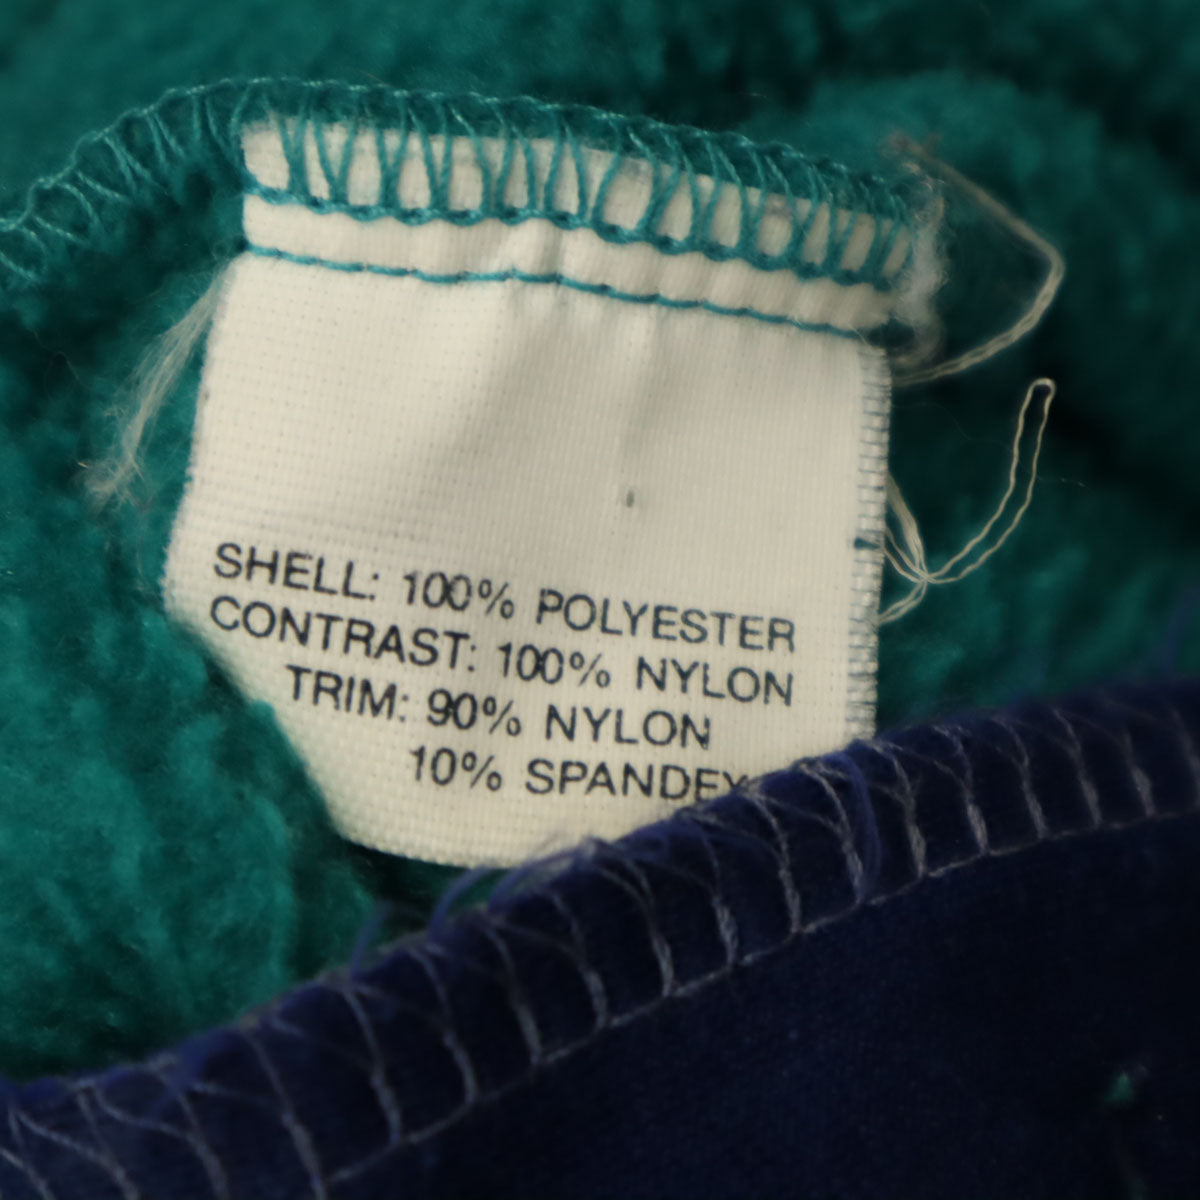 SHELL: 100% POLYESTER
CONTRAST: 100% NYLON
TRIM: 90% NYLON
10% SPANDEX